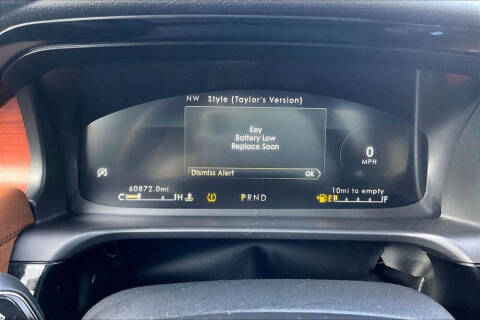 NW Style (Taylor's Version)
Key
Battery Low
Replace Soon
Dismiss Alert OK
0
MPH
60872.0mi
10mi to empty
C H PRND E F